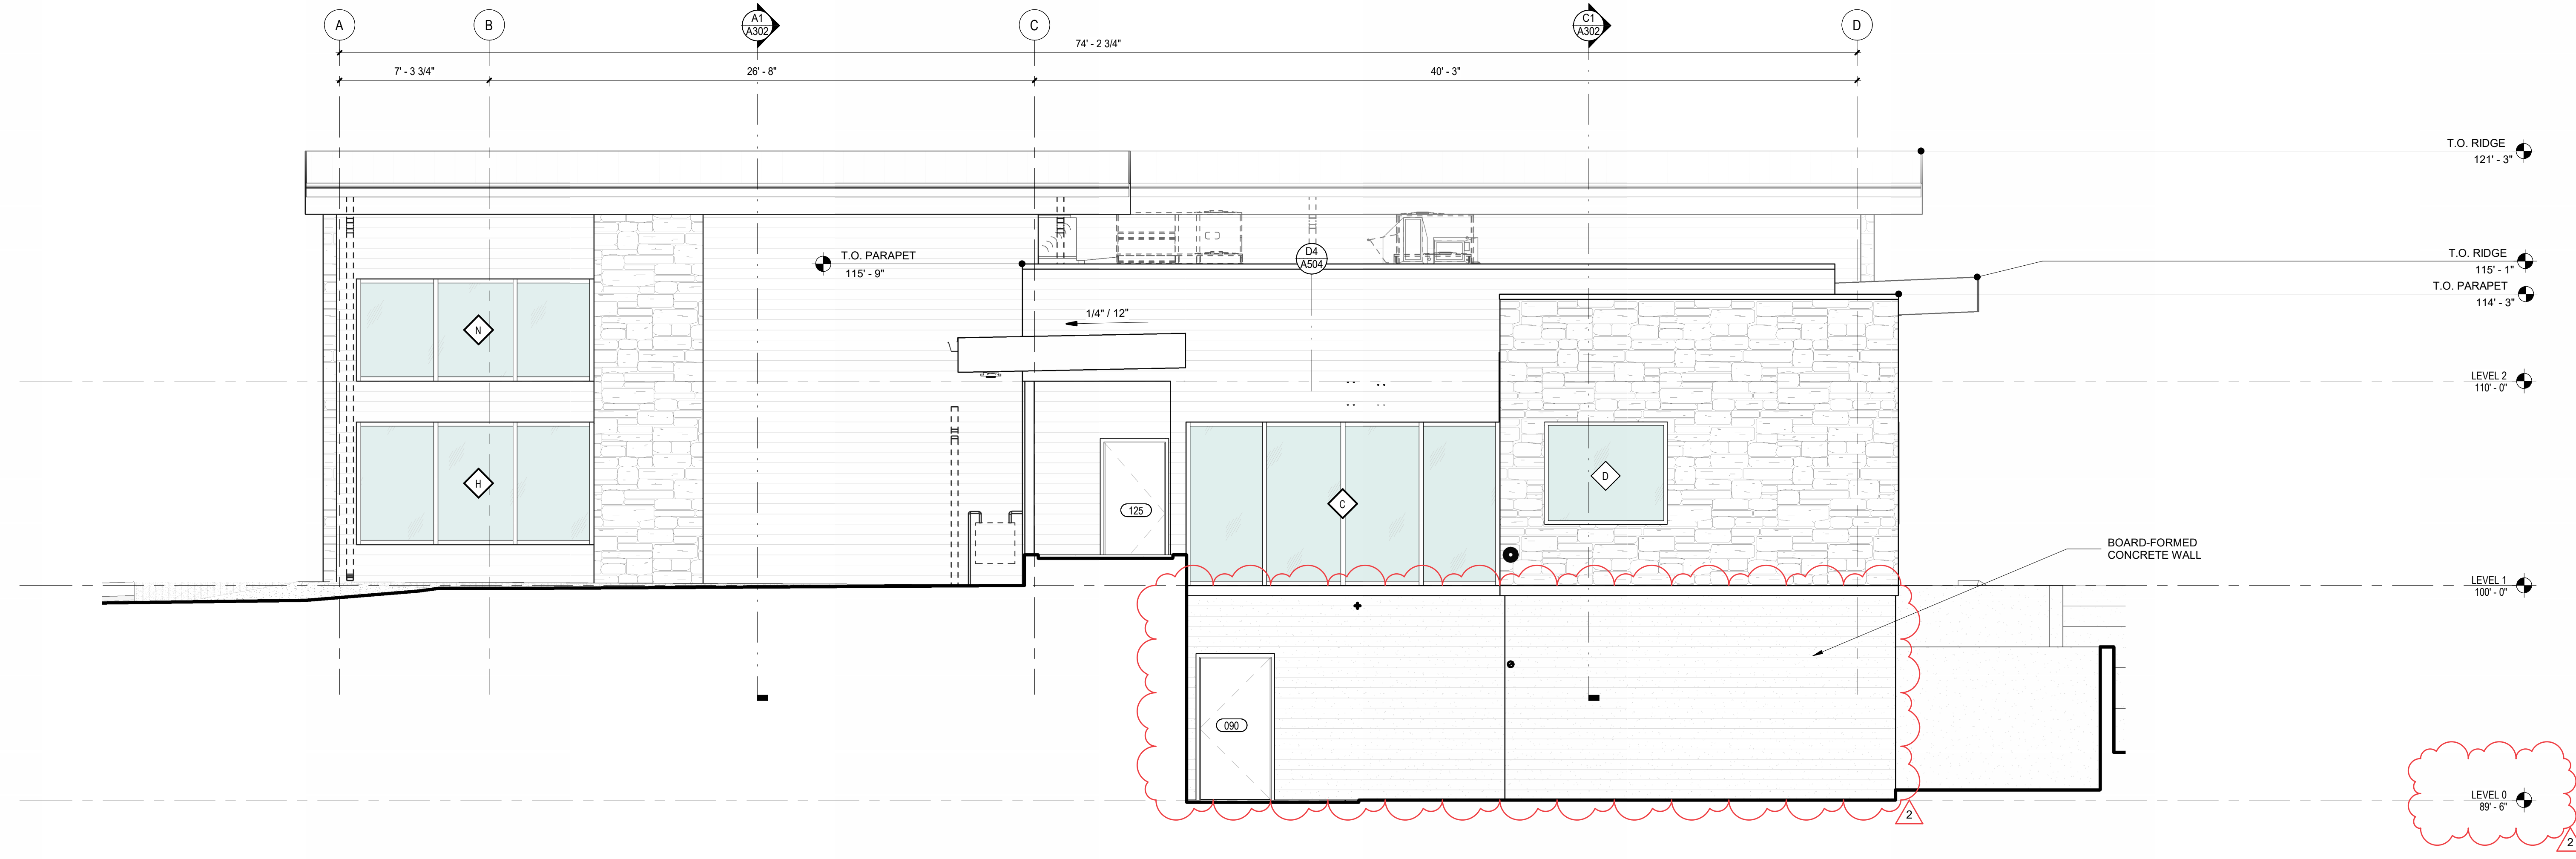 A
B
A1
A302
C
C1
A302
D
74' - 2 3/4"
7' - 3 3/4"
26' - 8"
40' - 3"
T.O. RIDGE
121' - 3"
D4
A504
T.O. PARAPET
115' - 9"
T.O. RIDGE
115' - 1"
T.O. PARAPET
114' - 3"
1/4" / 12"
N
LEVEL 2
110' - 0"
H
C
D
125
BOARD-FORMED
CONCRETE WALL
LEVEL 1
100' - 0"
090
LEVEL 0
89' - 6"
2
2